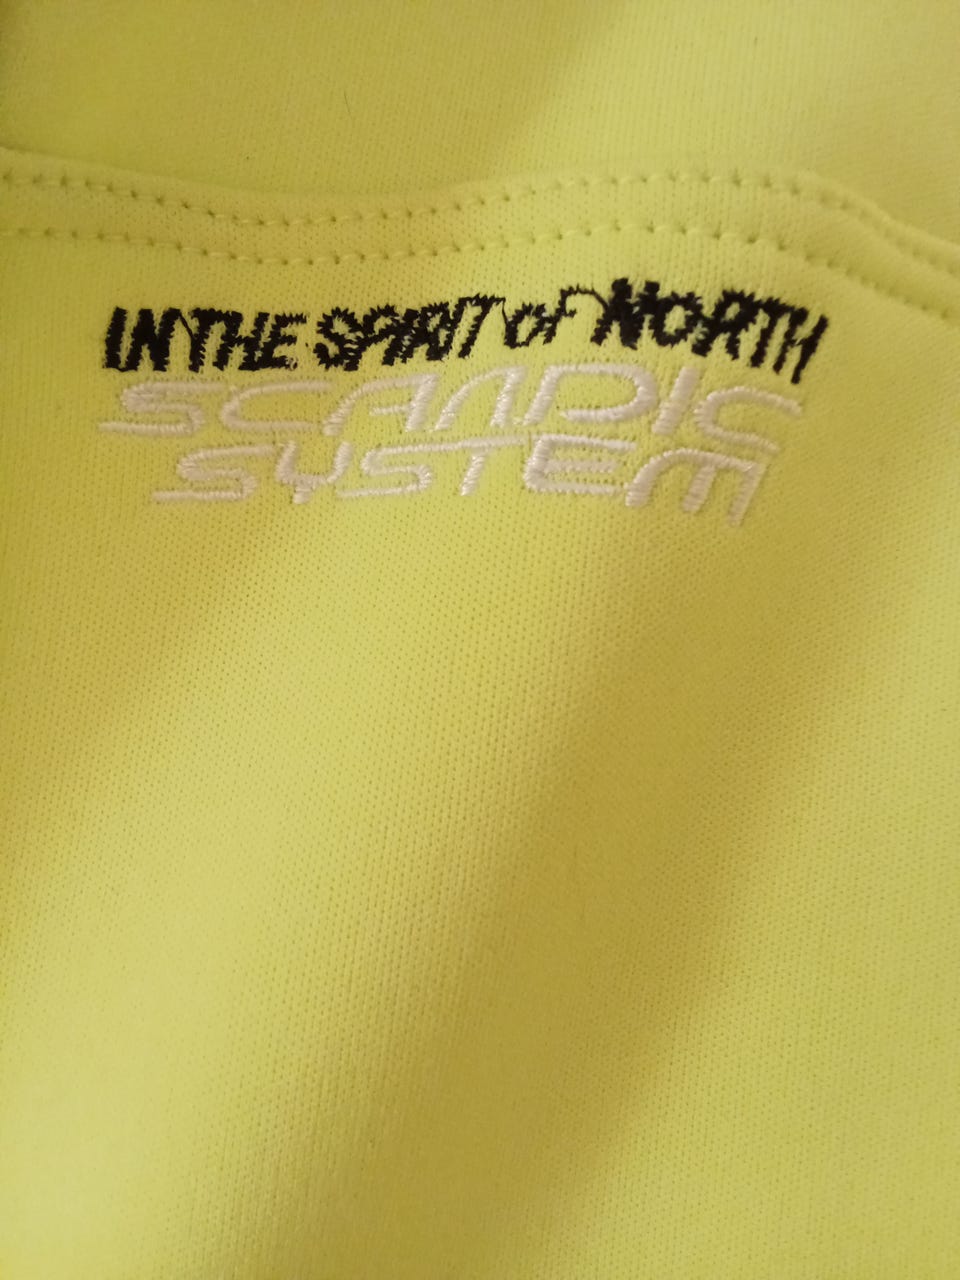 IN THE SPIRIT OF NORTH
SCANDIC
SYSTEM